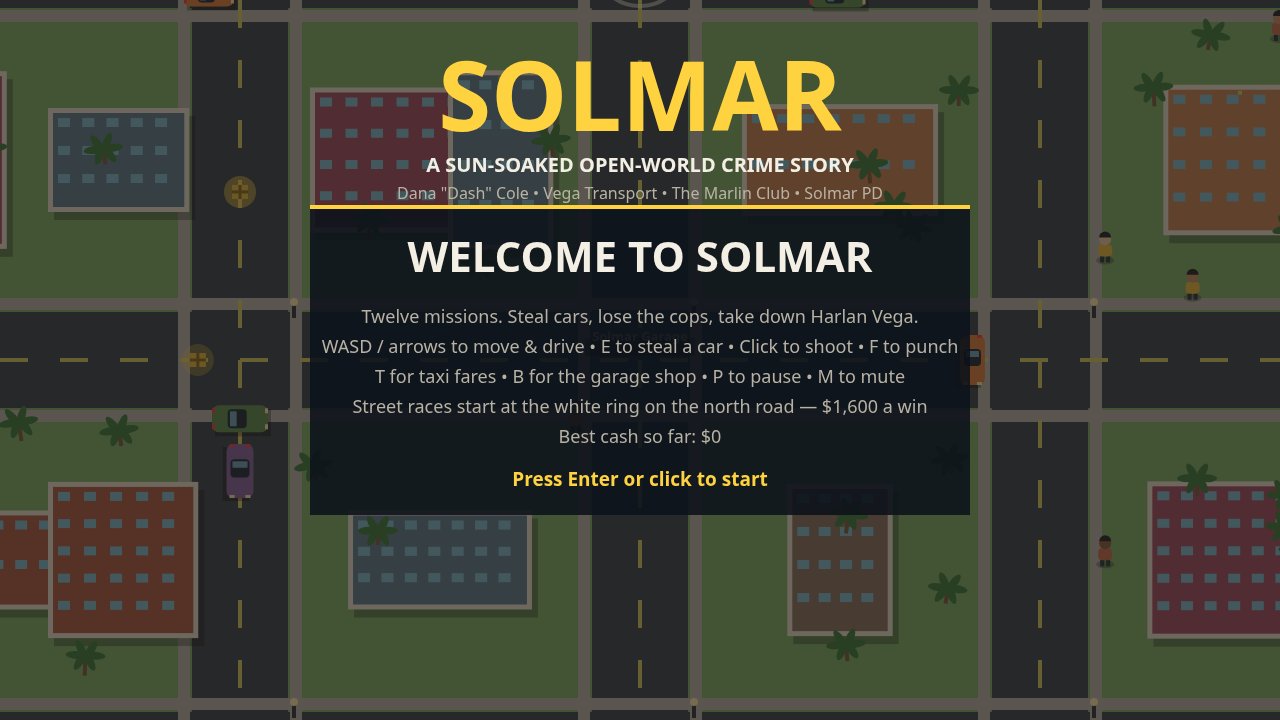 SOLMAR
A SUN-SOAKED OPEN-WORLD CRIME STORY
Dana "Dash" Cole • Vega Transport • The Marlin Club • Solmar PD
WELCOME TO SOLMAR
Twelve missions. Steal cars, lose the cops, take down Harlan Vega.
WASD / arrows to move & drive • E to steal a car • Click to shoot • F to punch
T for taxi fares • B for the garage shop • P to pause • M to mute
Street races start at the white ring on the north road — $1,600 a win
Best cash so far: $0
Press Enter or click to start